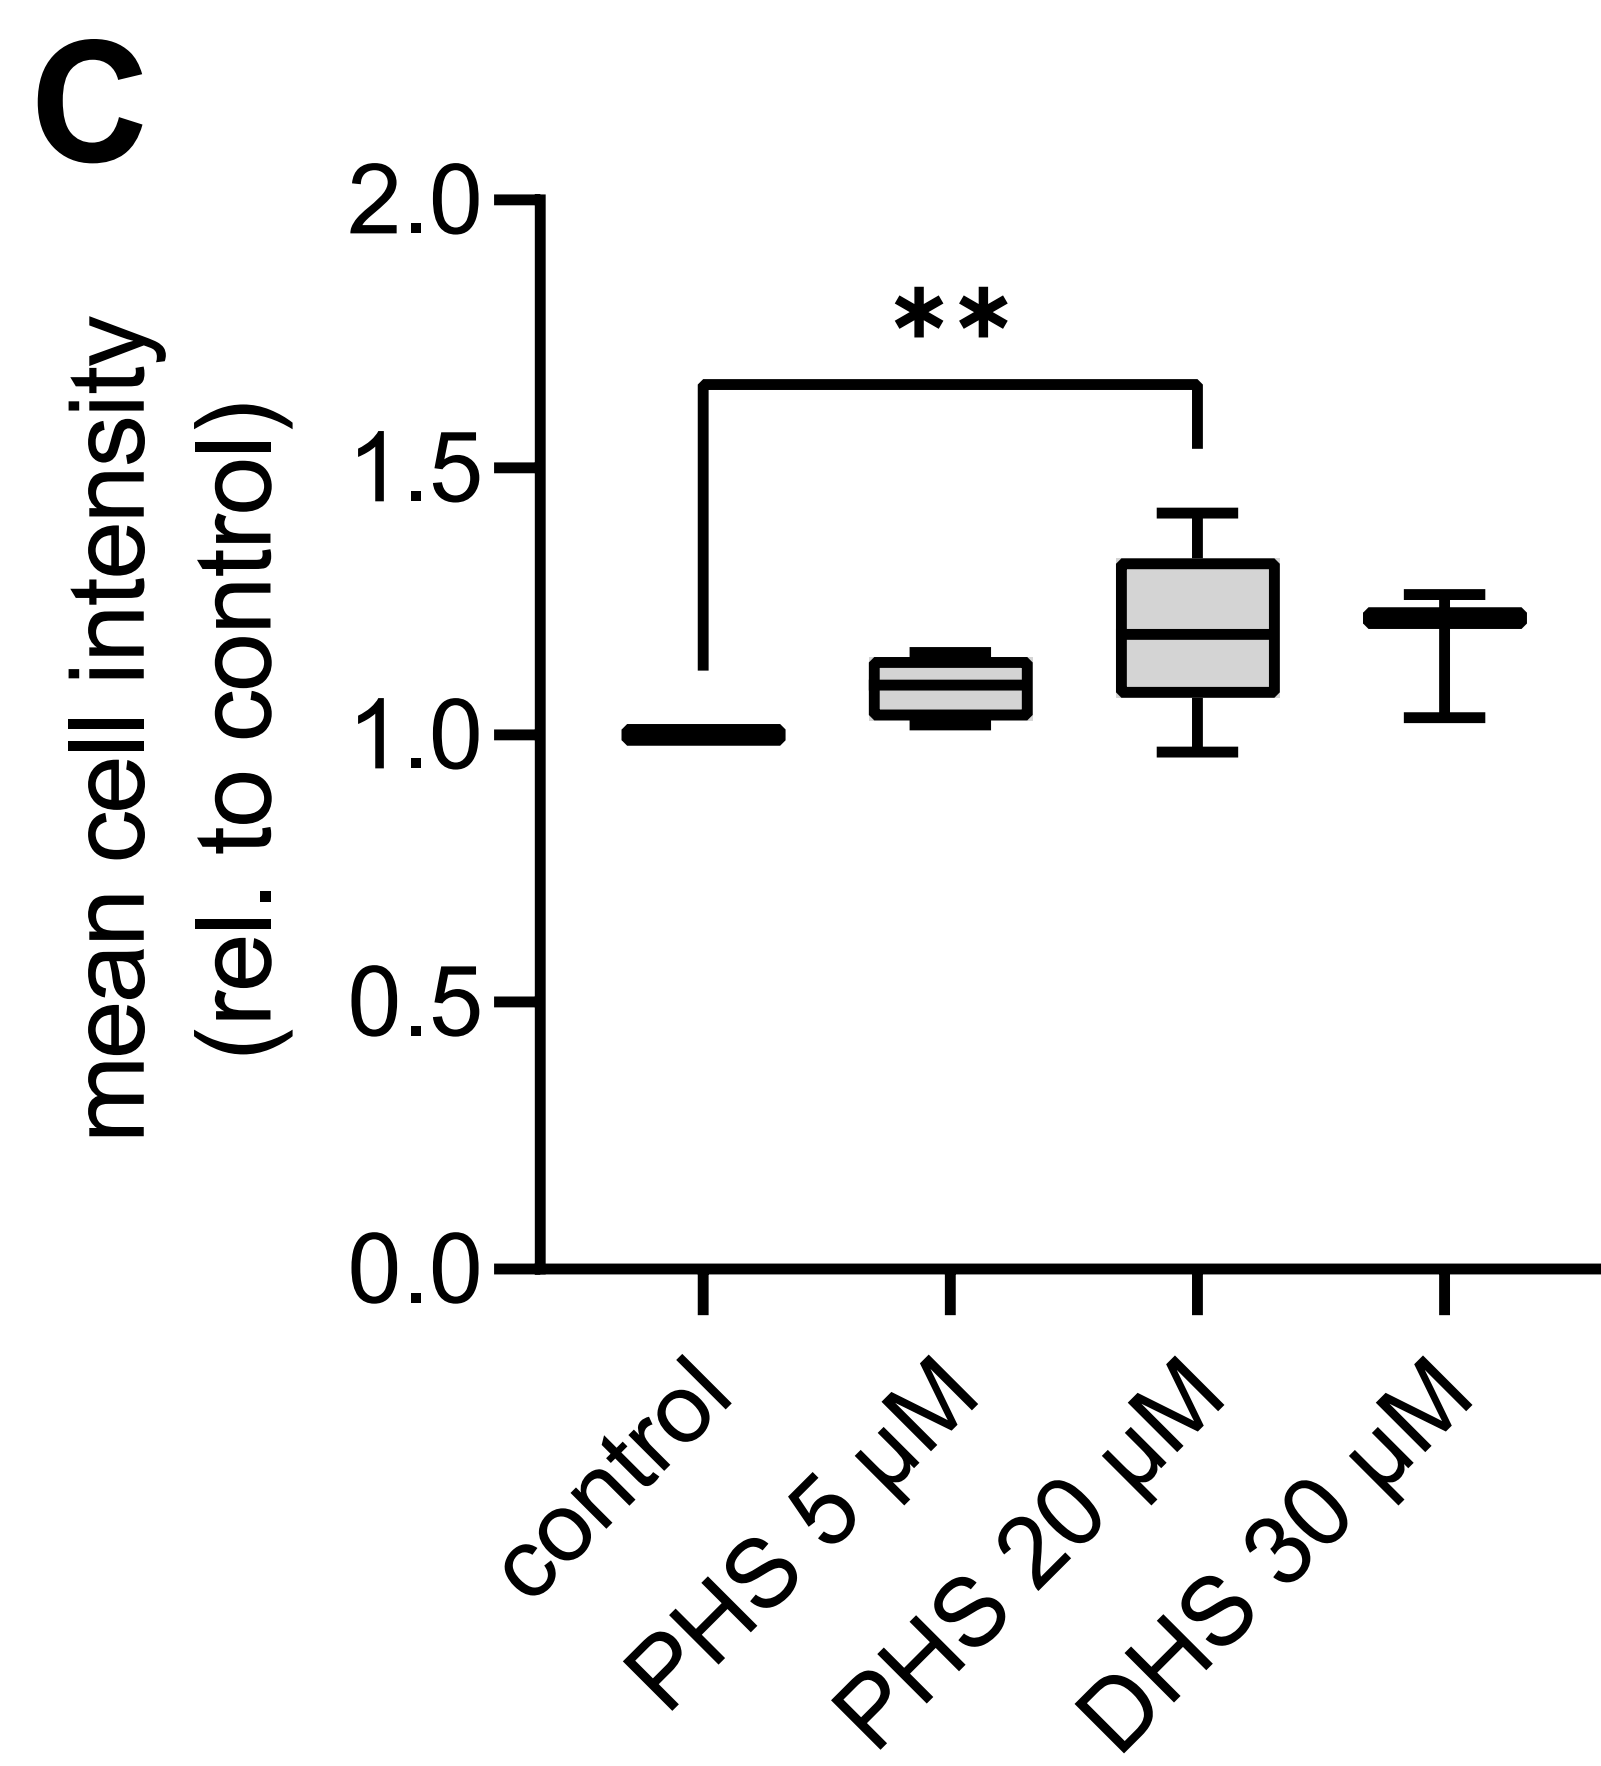 C
mean cell intensity
(rel. to control)
2.0
1.5
1.0
0.5
0.0
**
control
PHS 5 µM
PHS 20 µM
DHS 30 µM